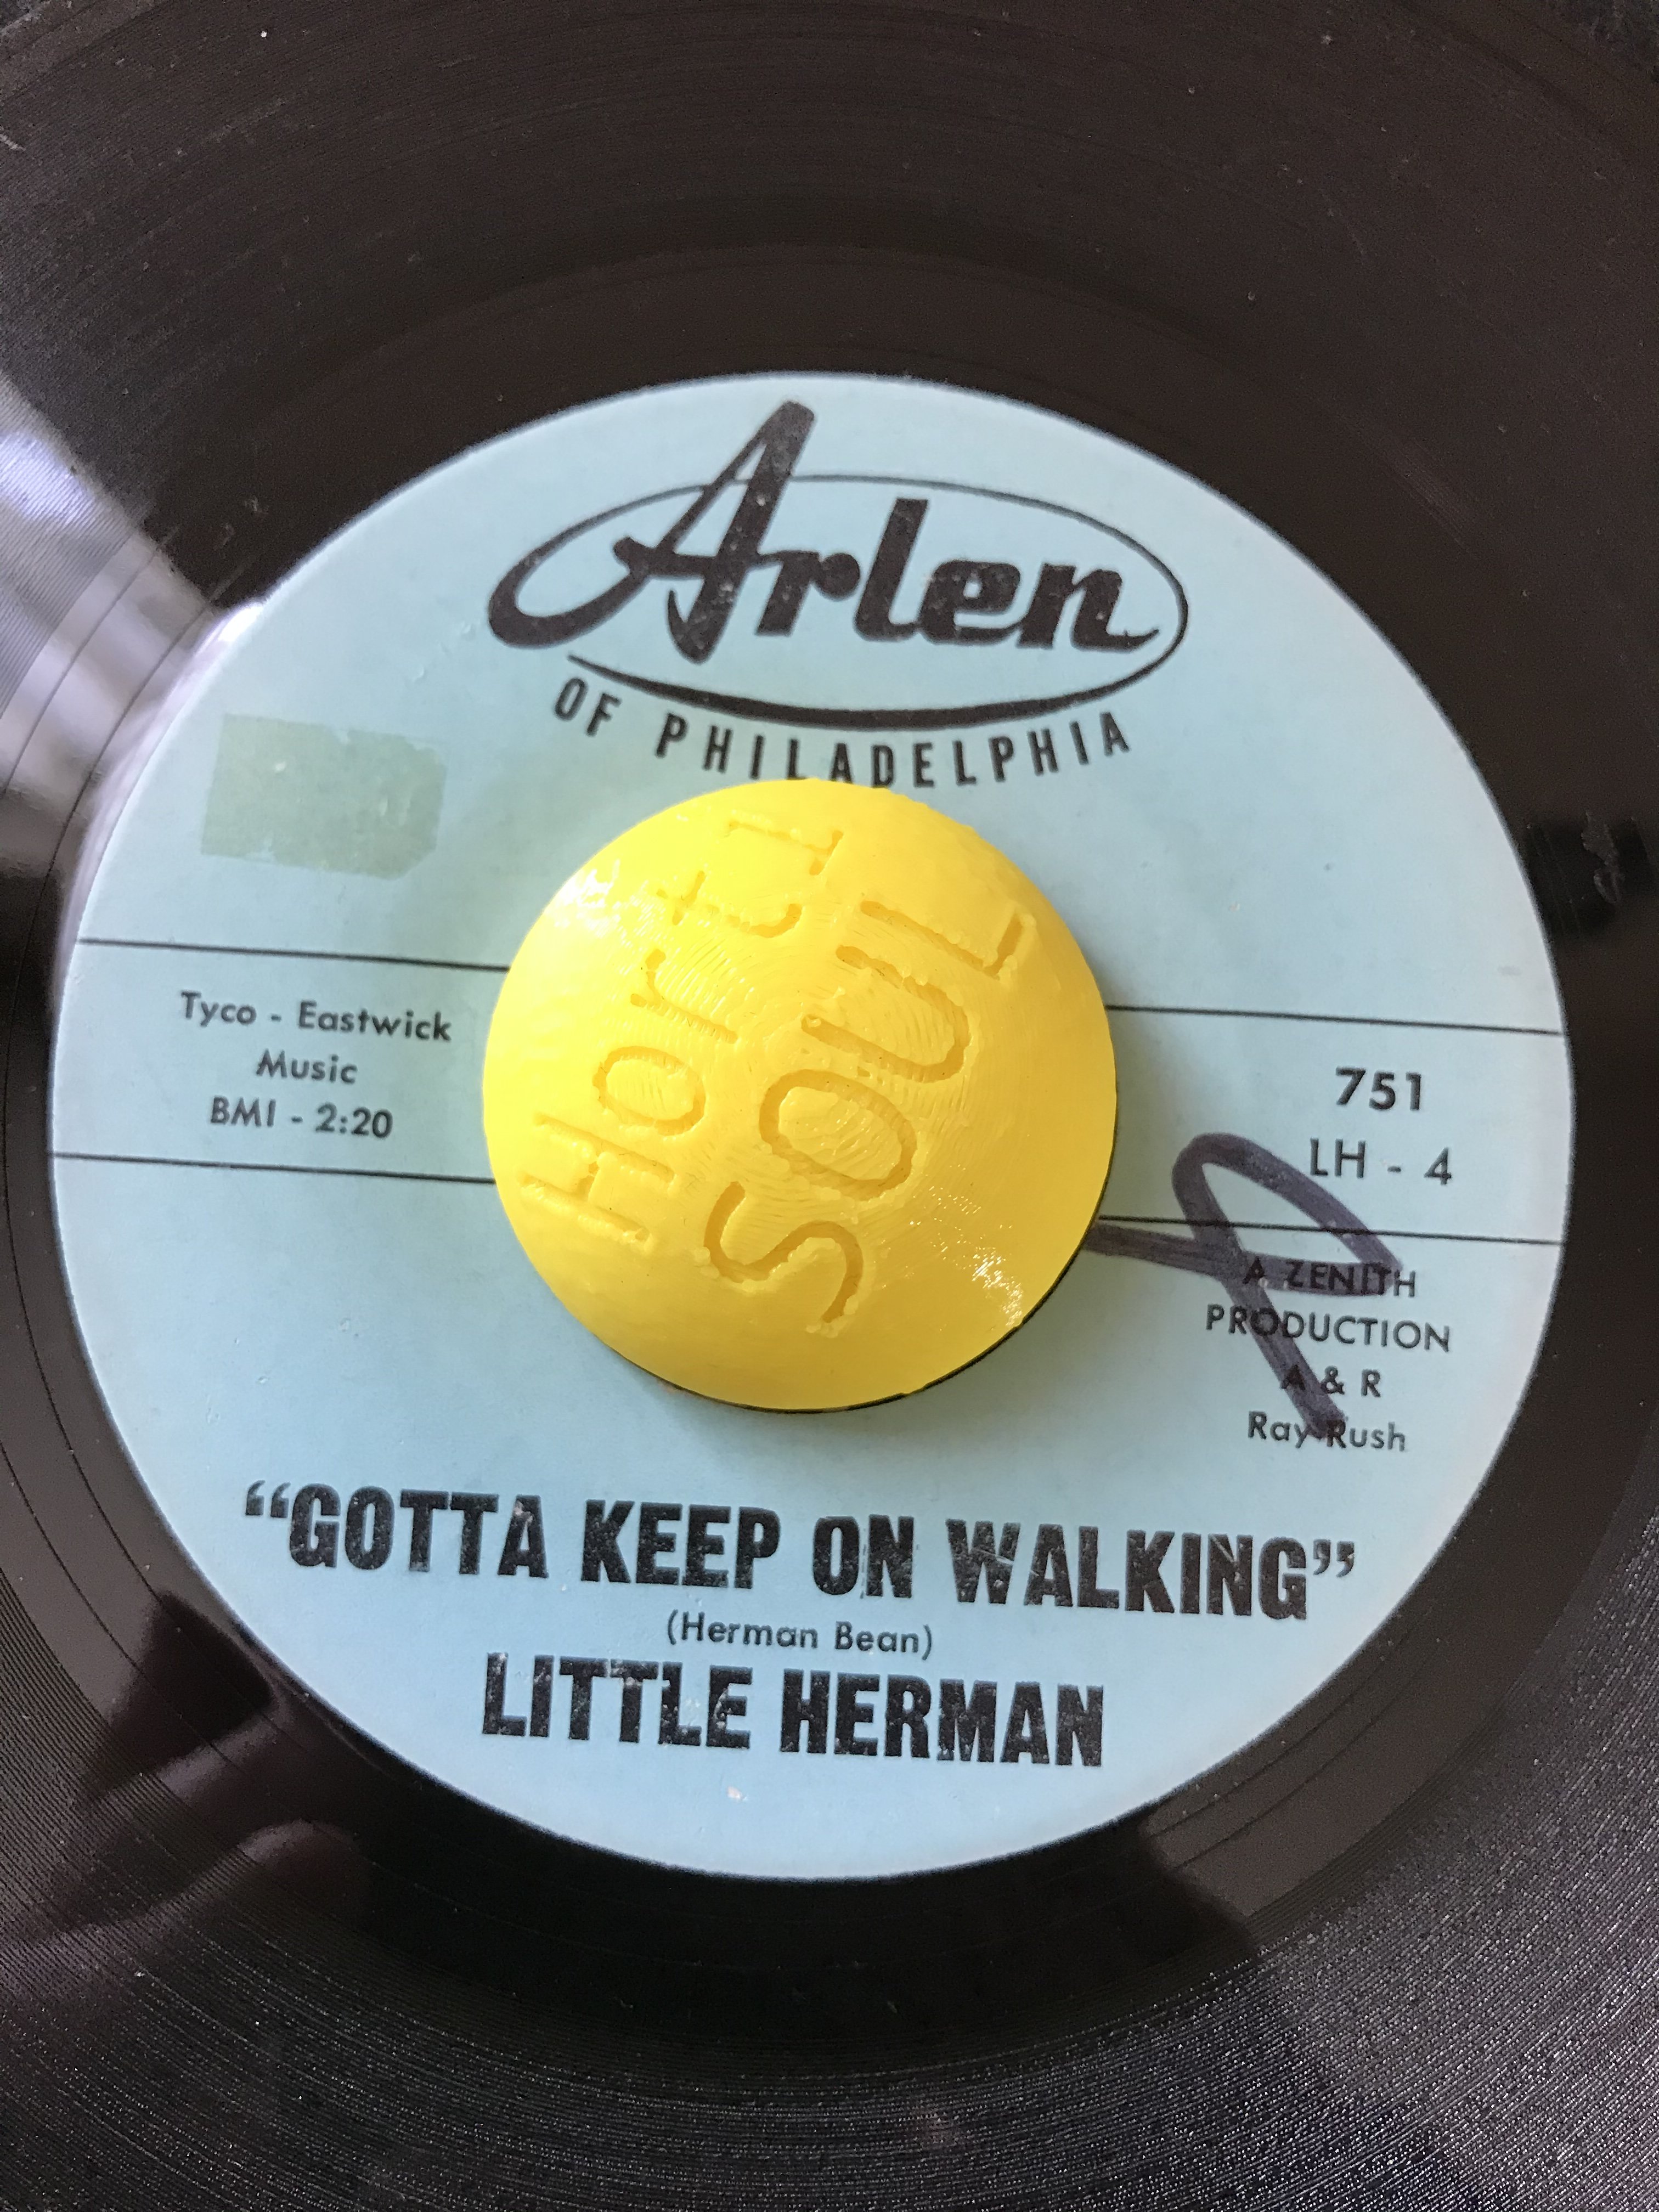 Arlen
OF PHILADELPHIA
Tyco - Eastwick
Music
BMI - 2:20
Horti
SOUL
751
LH - 4
A ZENITH
PRODUCTION
A & R
Ray Rush
“GOTTA KEEP ON WALKING”
(Herman Bean)
LITTLE HERMAN